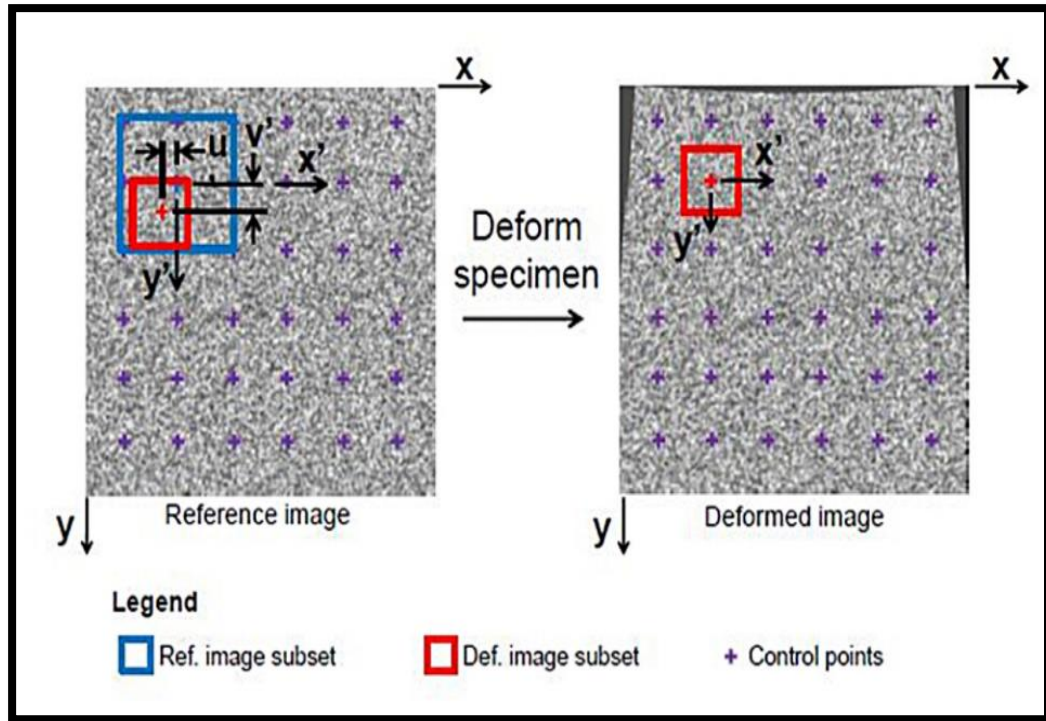 x
x
u
v'
x'
y'
x'
y'
Deform
specimen
y
Reference image
y
Deformed image
Legend
Ref. image subset
Def. image subset
Control points